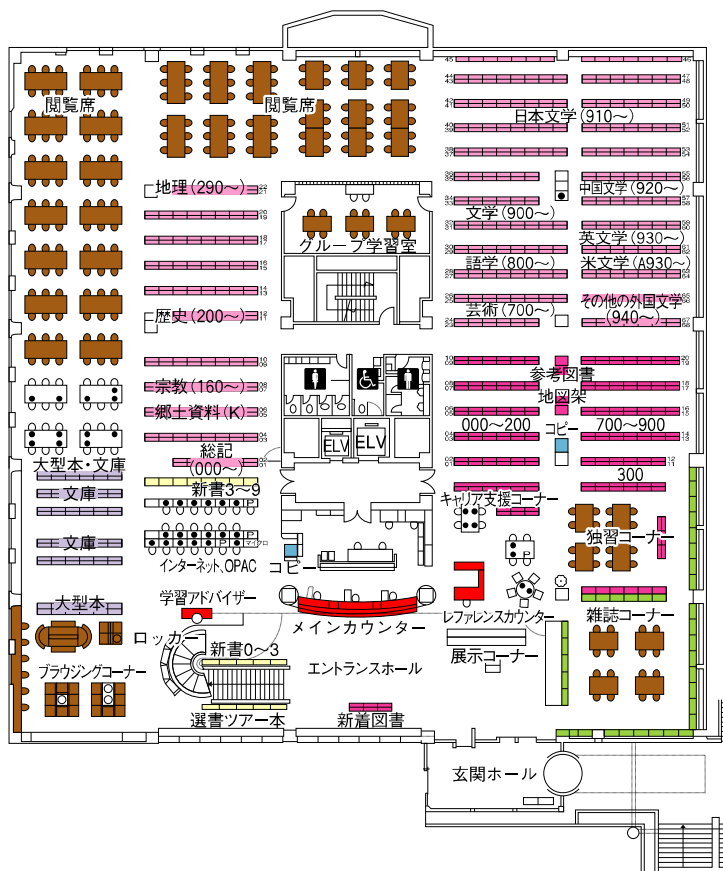 閲覧席
閲覧席
日本文学(910～)
地理(290～)
中国文学(920～)
文学(900～)
グループ学習室
英文学(930～)
語学(800～)
米文学(A930～)
歴史(200～)
芸術(700～)
その他の外国文学
(940～)
参考図書
宗教(160～)
地図架
郷土資料(K)
000～200
コピー
700～900
ELV
ELV
総記
(000～)
大型本・文庫
300
新書3～9
文庫
キャリア支援コーナー
P
P
マイクロ
独習コーナー
文庫
P
インターネット、OPAC
コピー
学習アドバイザー
大型本
メインカウンター
レファレンスカウンター
雑誌コーナー
ロッカー
新書0～3
エントランスホール
展示コーナー
ブラウジングコーナー
選書ツアー本
新着図書
玄関ホール